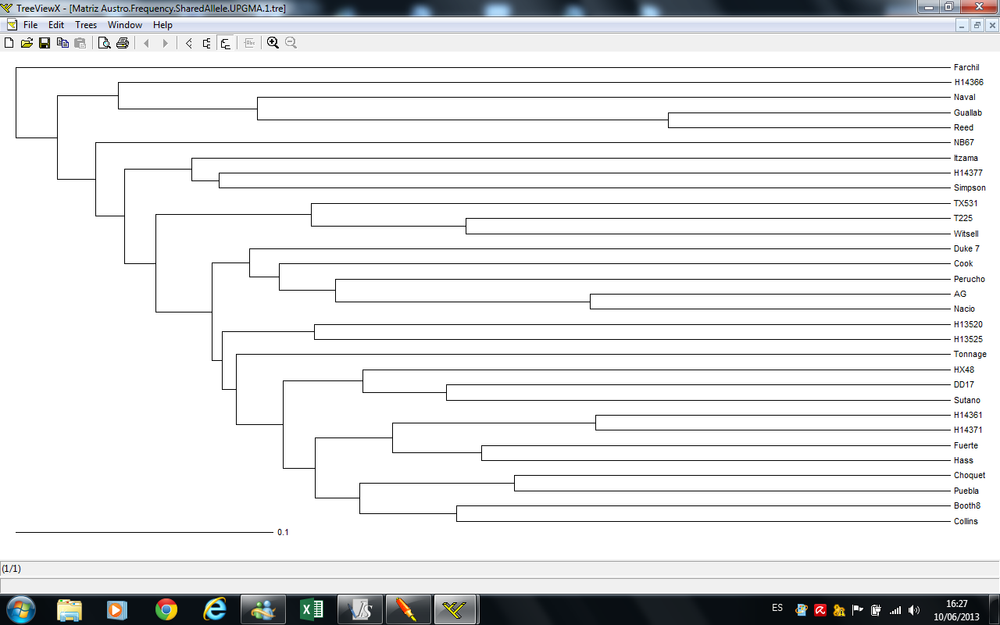 TreeViewX - [Matriz Austro.Frequency.SharedAllele.UPGMA.1.tre]
File Edit Trees Window Help
Abc
Farchil
H14366
Naval
Guallab
Reed
NB67
Itzama
H14377
Simpson
TX531
T225
Witsell
Duke 7
Cook
Perucho
AG
Nacio
H13520
H13525
Tonnage
HX48
DD17
Sutano
H14361
H14371
Fuerte
Hass
Choquet
Puebla
Booth8
Collins
0.1
(1/1)
ES
16:27
10/06/2013